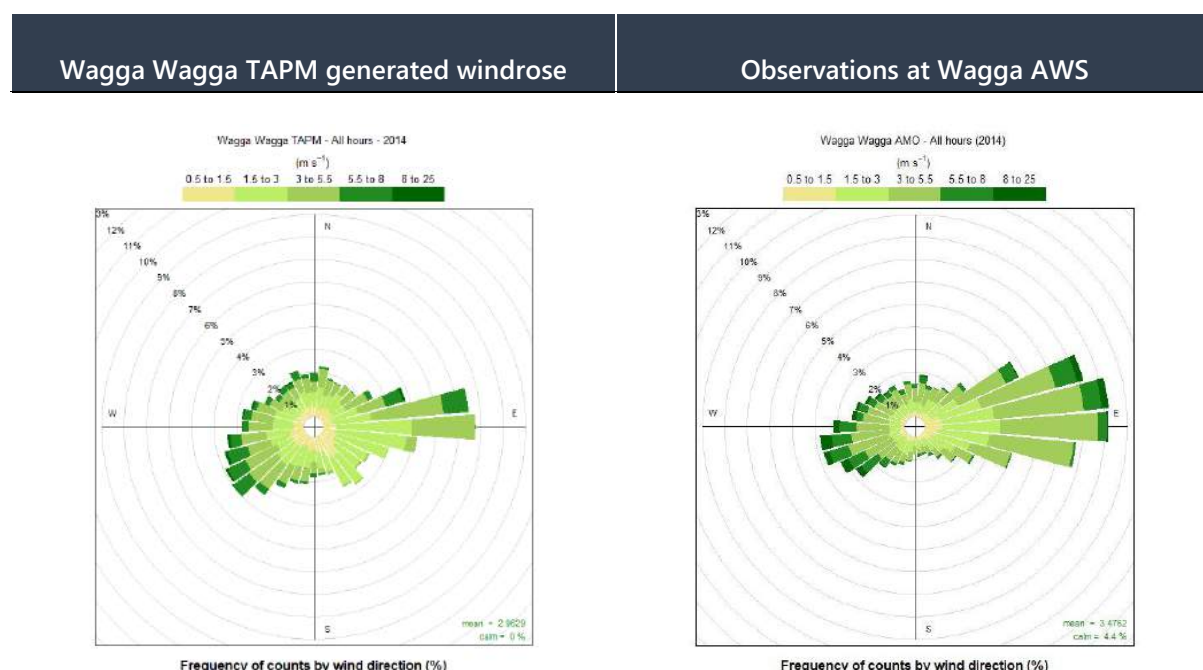 Wagga Wagga TAPM generated windrose
Observations at Wagga AWS
Wagga Wagga TAPM - All hours - 2014
(m s⁻¹)
0.5 to 1.5 1.5 to 3 3 to 5.5 5.5 to 8 8 to 25
3%
12%
11%
10%
9%
8%
7%
6%
5%
4%
3%
2%
1%
N
W
E
S
mean = 2.9629
calm = 0 %
Frequency of counts by wind direction (%)
Wagga Wagga AMO - All hours (2014)
(m s⁻¹)
0.5 to 1.5 1.5 to 3 3 to 5.5 5.5 to 8 8 to 25
3%
12%
11%
10%
9%
8%
7%
6%
5%
4%
3%
2%
1%
N
W
E
S
mean = 3.4762
calm = 4.4 %
Frequency of counts by wind direction (%)